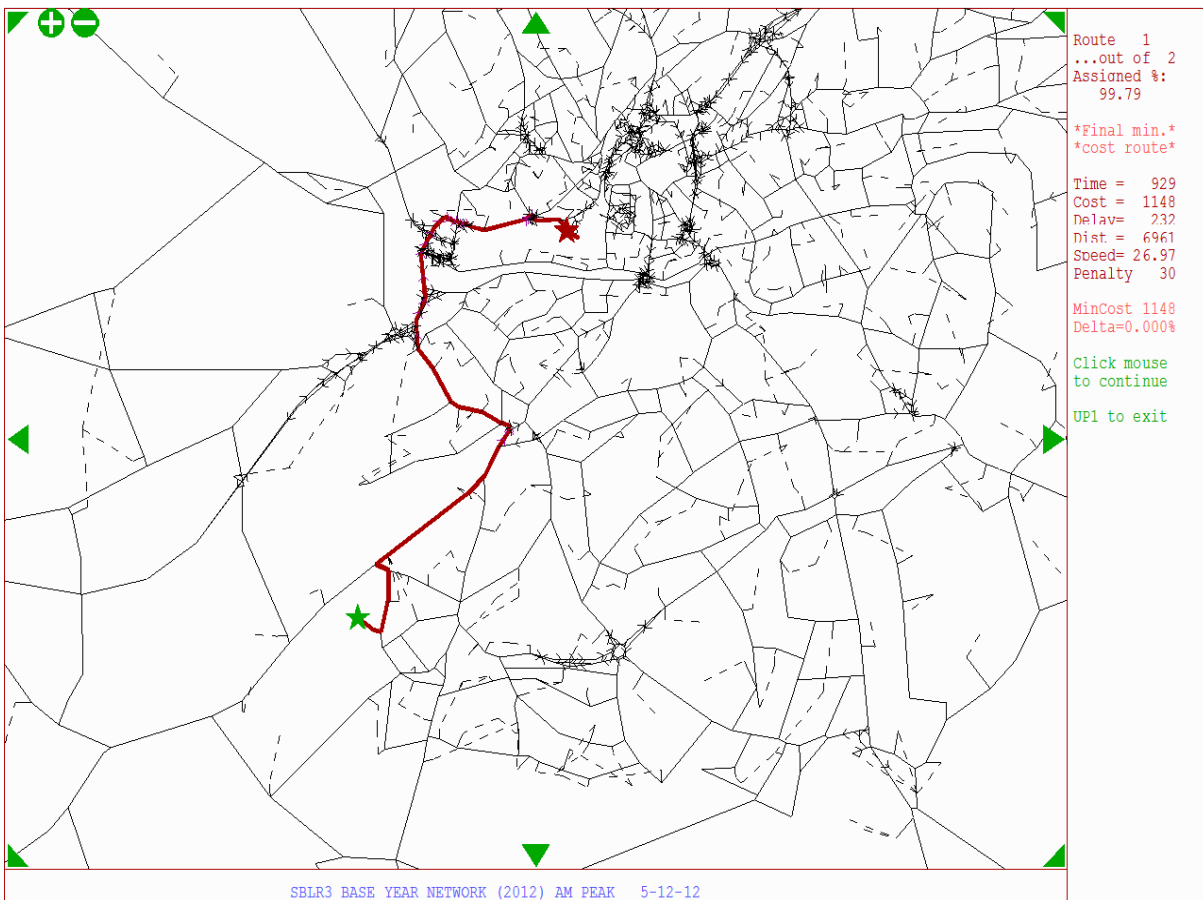 Route 1
...out of 2
Assigned %:
99.79
*Final min.*
*cost route*
Time = 929
Cost = 1148
Delay= 232
Dist = 6961
Speed= 26.97
Penalty 30
MinCost 1148
Delta=0.000%
Click mouse
to continue
UP1 to exit
SBLR3 BASE YEAR NETWORK (2012) AM PEAK 5-12-12